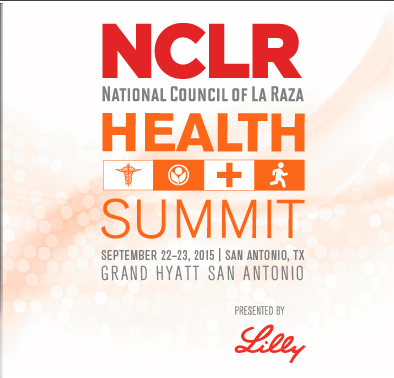 NCLR
NATIONAL COUNCIL OF LA RAZA
HEALTH
SUMMIT
SEPTEMBER 22–23, 2015 | SAN ANTONIO, TX
GRAND HYATT SAN ANTONIO
PRESENTED BY
Lilly